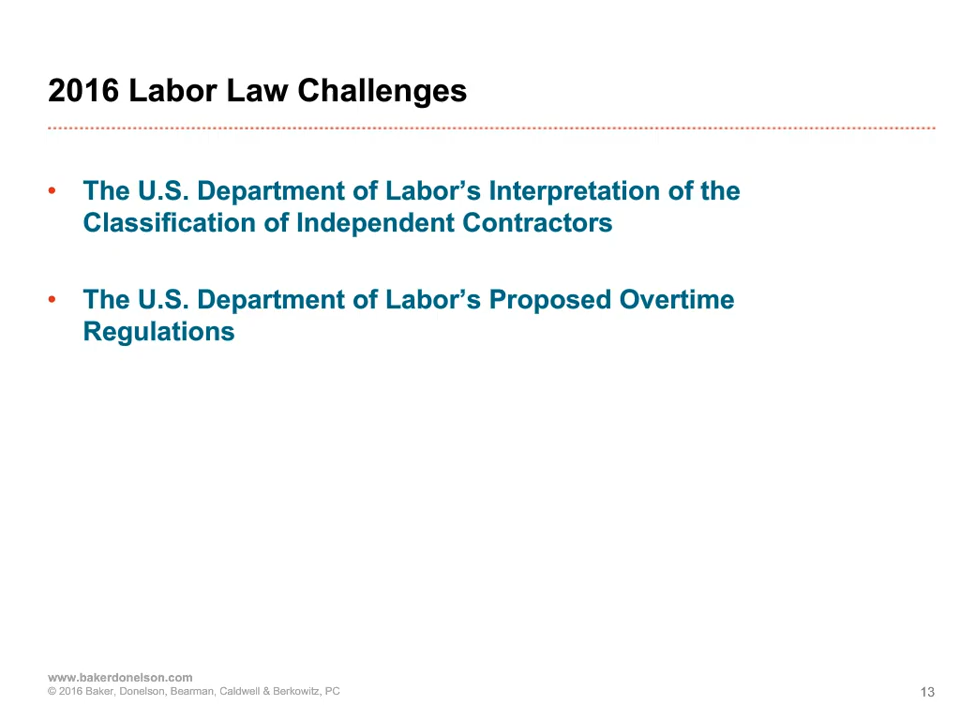 2016 Labor Law Challenges
• The U.S. Department of Labor’s Interpretation of the
Classification of Independent Contractors
• The U.S. Department of Labor’s Proposed Overtime
Regulations
www.bakerdonelson.com
© 2016 Baker, Donelson, Bearman, Caldwell & Berkowitz, PC
13